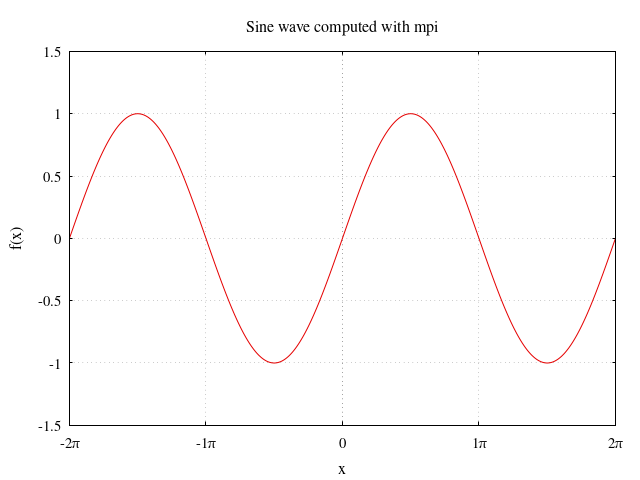 Sine wave computed with mpi
1.5
1
0.5
0
-0.5
-1
-1.5
f(x)
-2π
-1π
0
1π
2π
x